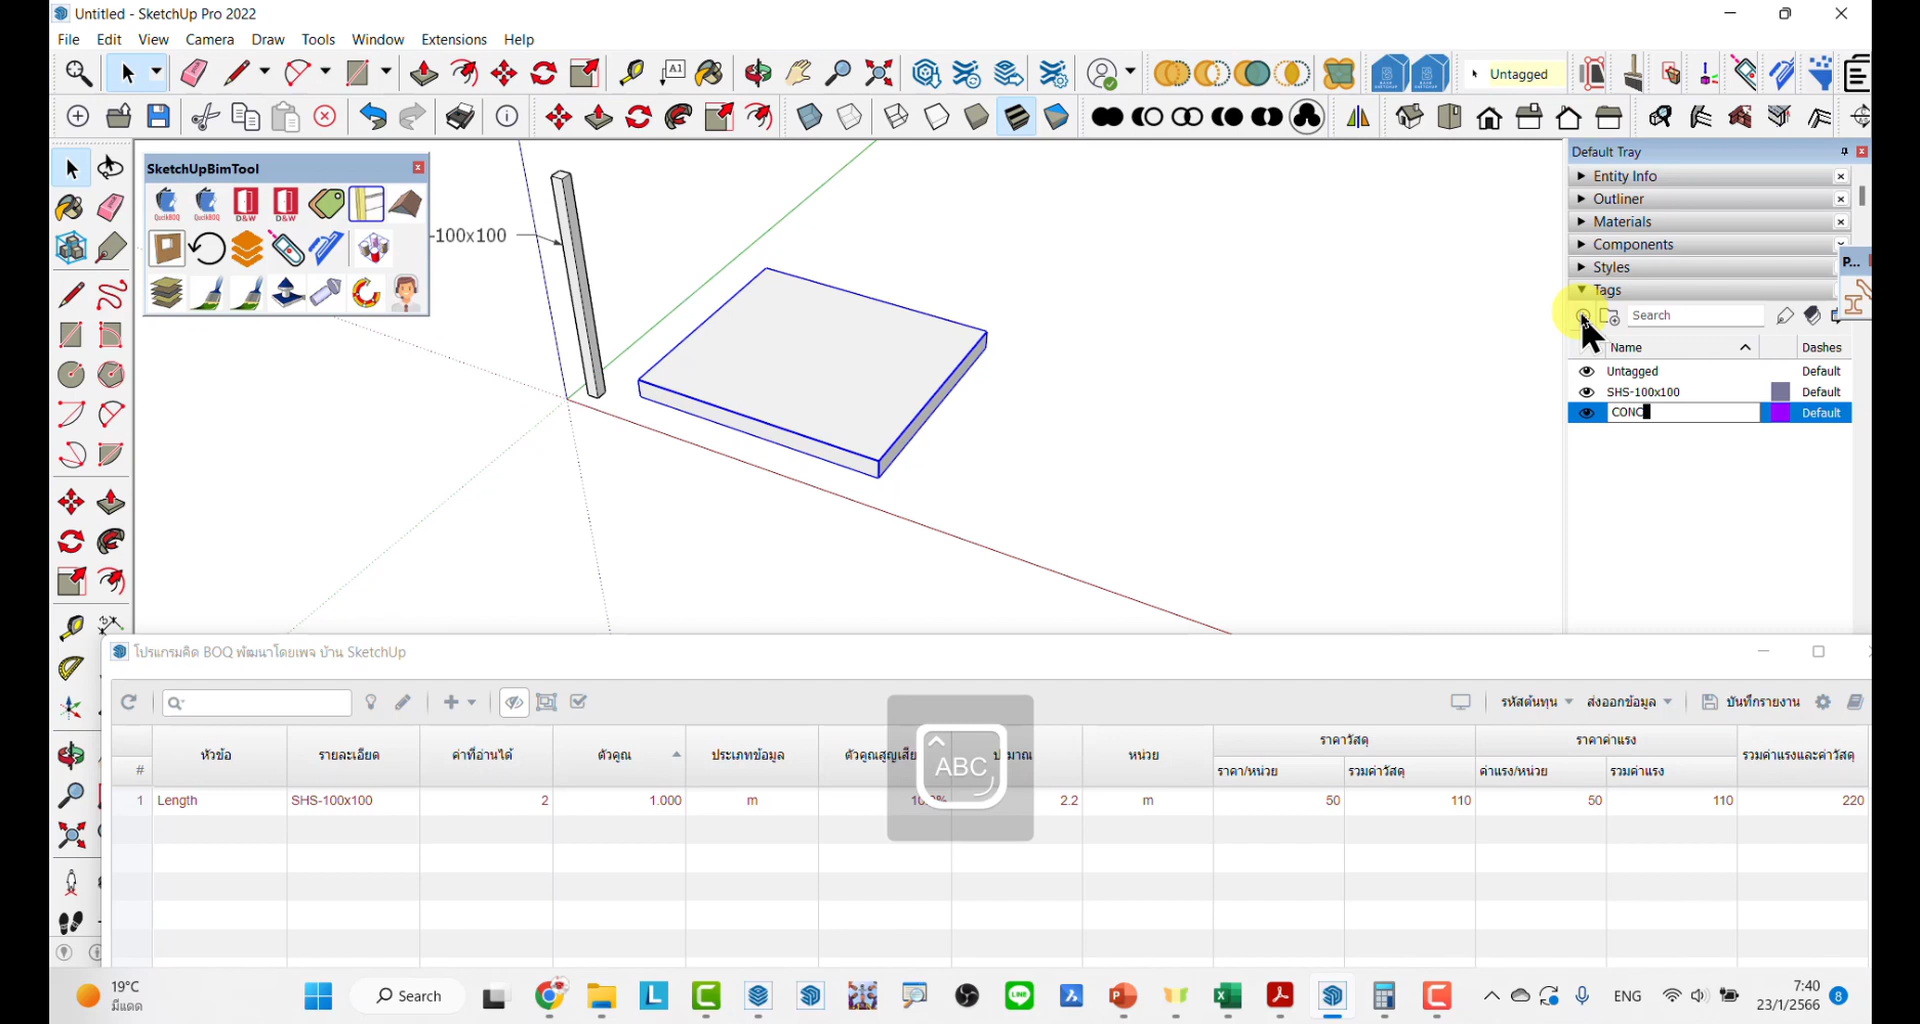 Untitled - SketchUp Pro 2022
File Edit View Camera Draw Tools Window Extensions Help
A1
Untagged
SketchUpBimTool
QucikBOQ QucikBOQ D&W D&W
-100x100
Default Tray
Entity Info
Outliner
Materials
Components
P...
Styles
Tags
Search
Name Dashes
Untagged Default
SHS-100x100 Default
CONC Default
โปรแกรมคิด BOQ พัฒนาโดยเพจ บ้าน SketchUp
รหัสต้นทุน ส่งออกข้อมูล บันทึกรายงาน
# หัวข้อ รายละเอียด ค่าที่อ่านได้ ตัวคูณ ประเภทข้อมูล หน่วย ราคาวัสดุ ราคาค่าแรง รวมค่าแรงและค่าวัสดุ
ราคา/หน่วย รวมค่าวัสดุ ค่าแรง/หน่วย รวมค่าแรง
ABC
1 Length SHS-100x100 2 1.000 m 2.2 m 50 110 50 110 220
19°C
มีแดด
Search
LINE
ENG
7:40
23/1/2566
8